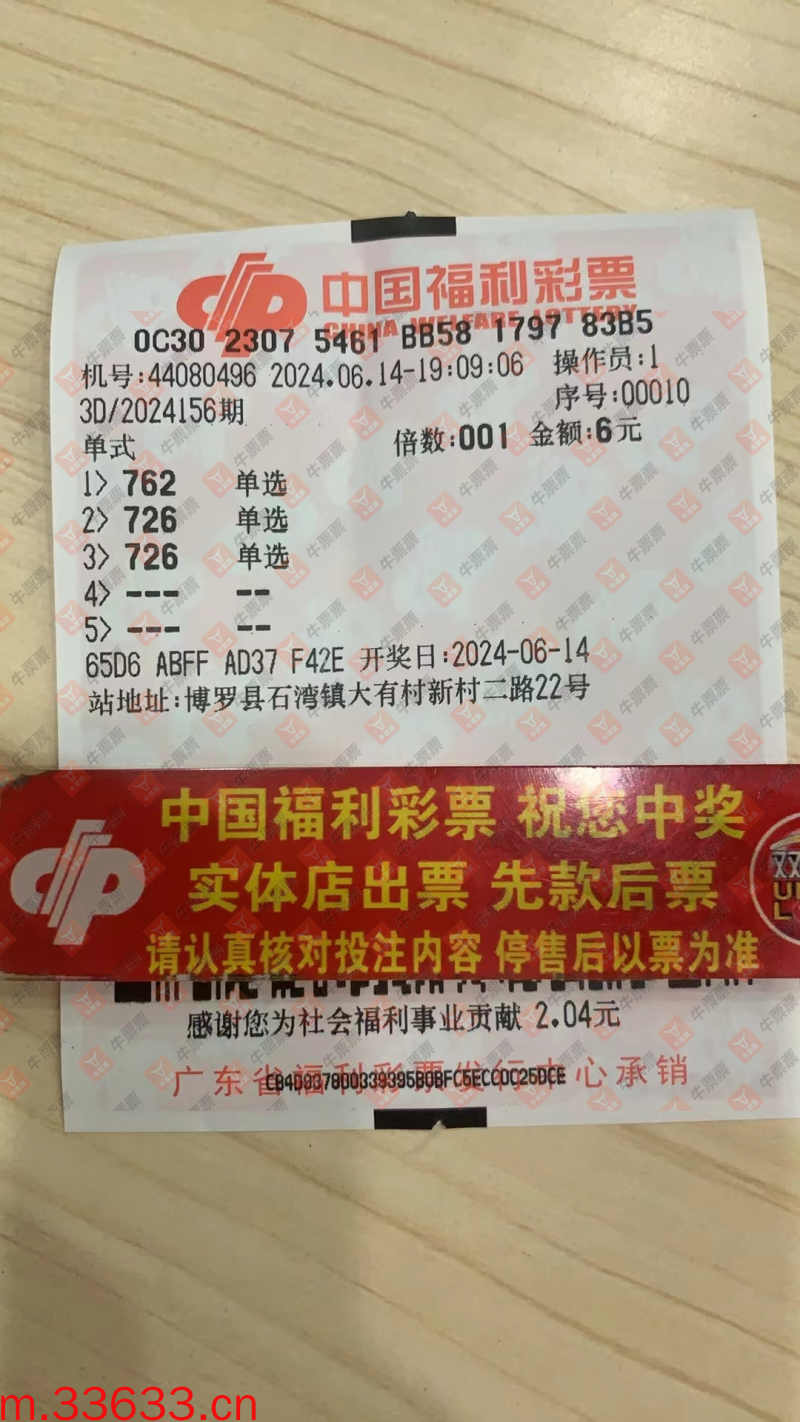 中国福利彩票
CHINA WELFARE LOTTERY
0C30 2307 5461 BB58 1797 83B5
机号:44080496 2024.06.14-19:09:06 操作员:1
3D/2024156期 序号:00010
单式 倍数:001 金额:6元
1> 762 单选
2> 726 单选
3> 726 单选
4> --- --
5> --- --
65D6 ABFF AD37 F42E 开奖日:2024-06-14
站地址:博罗县石湾镇大有村新村二路22号
中国福利彩票 祝您中奖
实体店出票 先款后票
请认真核对投注内容 停售后以票为准
感谢您为社会福利事业贡献 2.04元
广东省福利彩票发行中心承销
牛票票
m.33633.cn